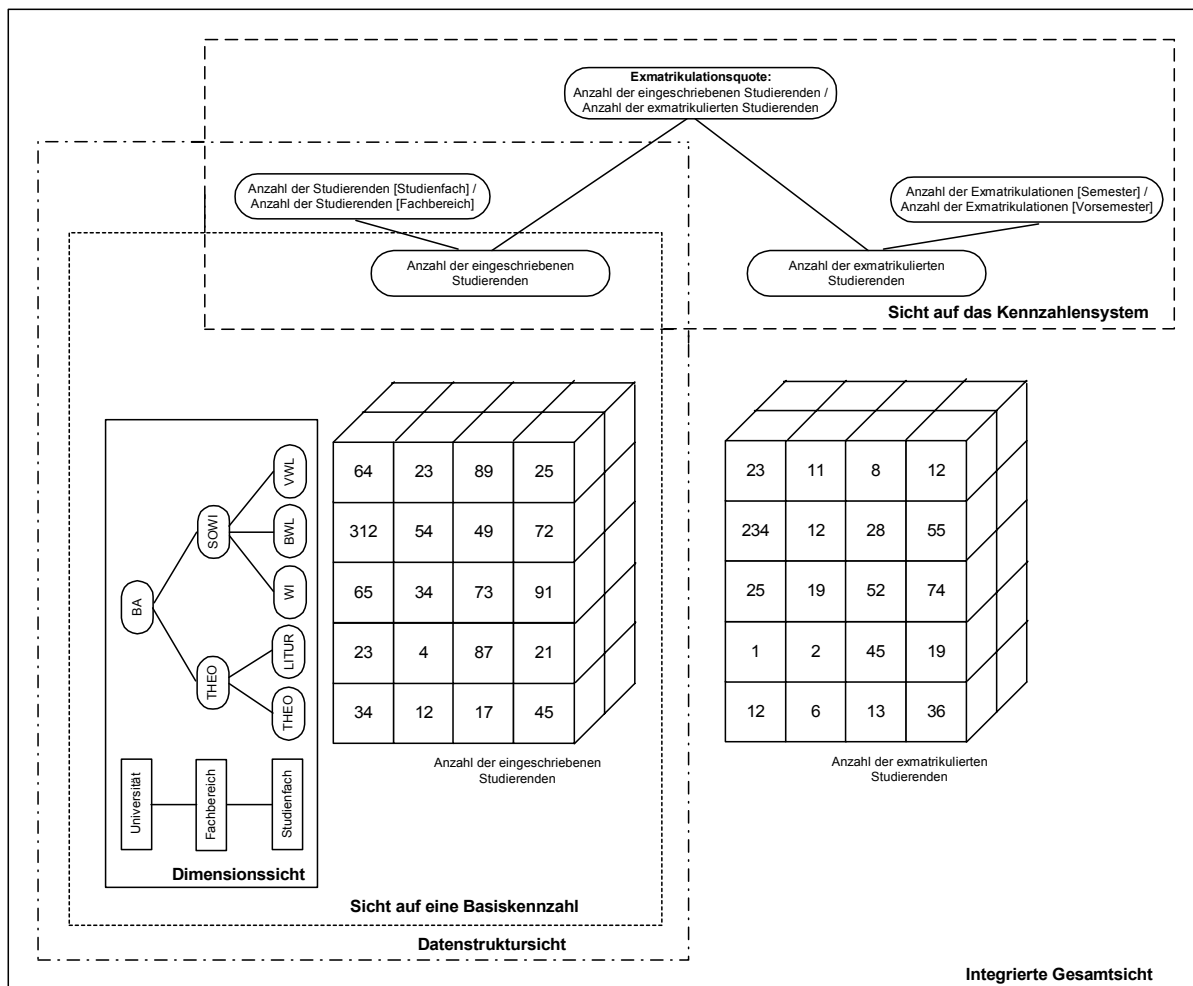 Exmatrikulationsquote:
Anzahl der eingeschriebenen Studierenden /
Anzahl der exmatrikulierten Studierenden
Anzahl der Studierenden [Studienfach] /
Anzahl der Studierenden [Fachbereich]
Anzahl der Exmatrikulationen [Semester] /
Anzahl der Exmatrikulationen [Vorsemester]
Anzahl der eingeschriebenen
Studierenden
Anzahl der exmatrikulierten
Studierenden
Sicht auf das Kennzahlensystem
BA
SOWI
THEO
VWL
BWL
WI
LITUR
THEO
Universität
Fachbereich
Studienfach
Dimensionssicht
64 23 89 25
312 54 49 72
65 34 73 91
23 4 87 21
34 12 17 45
Anzahl der eingeschriebenen
Studierenden
23 11 8 12
234 12 28 55
25 19 52 74
1 2 45 19
12 6 13 36
Anzahl der exmatrikulierten
Studierenden
Sicht auf eine Basiskennzahl
Datenstruktursicht
Integrierte Gesamtsicht